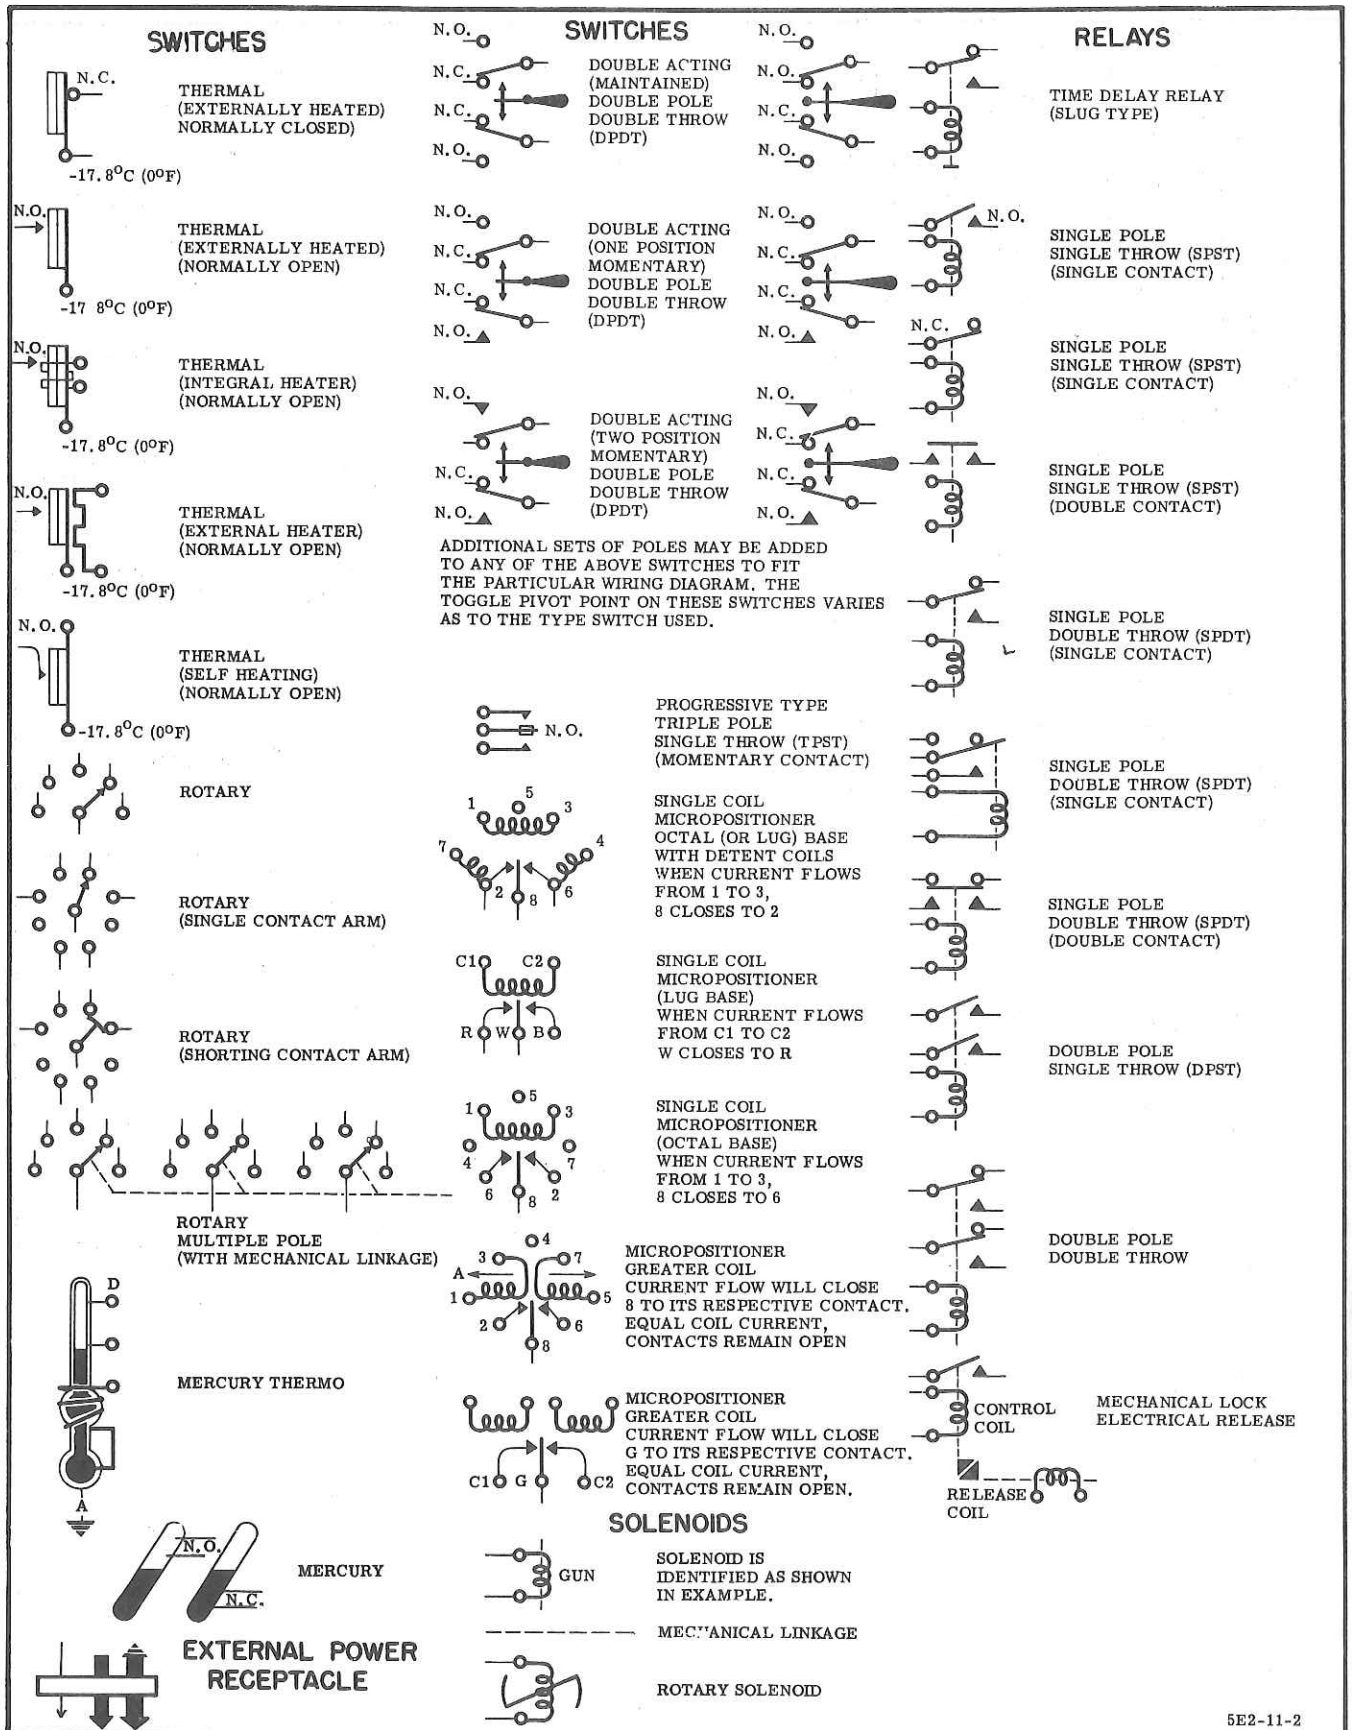 SWITCHES
N.C.
THERMAL
(EXTERNALLY HEATED)
NORMALLY CLOSED)
-17.8°C (0°F)
N.O.
THERMAL
(EXTERNALLY HEATED)
(NORMALLY OPEN)
-17 8°C (0°F)
N.O.
THERMAL
(INTEGRAL HEATER)
(NORMALLY OPEN)
-17.8°C (0°F)
N.O.
THERMAL
(EXTERNAL HEATER)
(NORMALLY OPEN)
-17.8°C (0°F)
N.O.
THERMAL
(SELF HEATING)
(NORMALLY OPEN)
-17.8°C (0°F)
ROTARY
ROTARY
(SINGLE CONTACT ARM)
ROTARY
(SHORTING CONTACT ARM)
ROTARY
MULTIPLE POLE
(WITH MECHANICAL LINKAGE)
D
MERCURY THERMO
A
N.O.
MERCURY
N.C.
EXTERNAL POWER
RECEPTACLE
SWITCHES
N.O.
N.C.
N.C.
N.O.
DOUBLE ACTING
(MAINTAINED)
DOUBLE POLE
DOUBLE THROW
(DPDT)
N.O.
N.O.
N.C.
N.O.
N.O.
N.C.
N.C.
N.O.
DOUBLE ACTING
(ONE POSITION
MOMENTARY)
DOUBLE POLE
DOUBLE THROW
(DPDT)
N.O.
N.C.
N.C.
N.O.
N.O.
N.C.
N.O.
DOUBLE ACTING
(TWO POSITION
MOMENTARY)
DOUBLE POLE
DOUBLE THROW
(DPDT)
N.O.
N.C.
N.C.
N.O.
ADDITIONAL SETS OF POLES MAY BE ADDED
TO ANY OF THE ABOVE SWITCHES TO FIT
THE PARTICULAR WIRING DIAGRAM. THE
TOGGLE PIVOT POINT ON THESE SWITCHES VARIES
AS TO THE TYPE SWITCH USED.
N.O.
PROGRESSIVE TYPE
TRIPLE POLE
SINGLE THROW (TPST)
(MOMENTARY CONTACT)
1 5 3
7 4
2 8 6
SINGLE COIL
MICROPOSITIONER
OCTAL (OR LUG) BASE
WITH DETENT COILS
WHEN CURRENT FLOWS
FROM 1 TO 3,
8 CLOSES TO 2
C1 C2
R W B
SINGLE COIL
MICROPOSITIONER
(LUG BASE)
WHEN CURRENT FLOWS
FROM C1 TO C2
W CLOSES TO R
1 5 3
4 7
6 8 2
SINGLE COIL
MICROPOSITIONER
(OCTAL BASE)
WHEN CURRENT FLOWS
FROM 1 TO 3,
8 CLOSES TO 6
4
3 7
A
1 5
2 6
8
MICROPOSITIONER
GREATER COIL
CURRENT FLOW WILL CLOSE
8 TO ITS RESPECTIVE CONTACT.
EQUAL COIL CURRENT,
CONTACTS REMAIN OPEN
C1 G C2
MICROPOSITIONER
GREATER COIL
CURRENT FLOW WILL CLOSE
G TO ITS RESPECTIVE CONTACT.
EQUAL COIL CURRENT,
CONTACTS REMAIN OPEN.
SOLENOIDS
GUN
SOLENOID IS
IDENTIFIED AS SHOWN
IN EXAMPLE.
MECHANICAL LINKAGE
ROTARY SOLENOID
RELAYS
TIME DELAY RELAY
(SLUG TYPE)
N.O.
SINGLE POLE
SINGLE THROW (SPST)
(SINGLE CONTACT)
N.C.
SINGLE POLE
SINGLE THROW (SPST)
(SINGLE CONTACT)
SINGLE POLE
SINGLE THROW (SPST)
(DOUBLE CONTACT)
SINGLE POLE
DOUBLE THROW (SPDT)
(SINGLE CONTACT)
SINGLE POLE
DOUBLE THROW (SPDT)
(SINGLE CONTACT)
SINGLE POLE
DOUBLE THROW (SPDT)
(DOUBLE CONTACT)
DOUBLE POLE
SINGLE THROW (DPST)
DOUBLE POLE
DOUBLE THROW
CONTROL
COIL
MECHANICAL LOCK
ELECTRICAL RELEASE
RELEASE
COIL
5E2-11-2